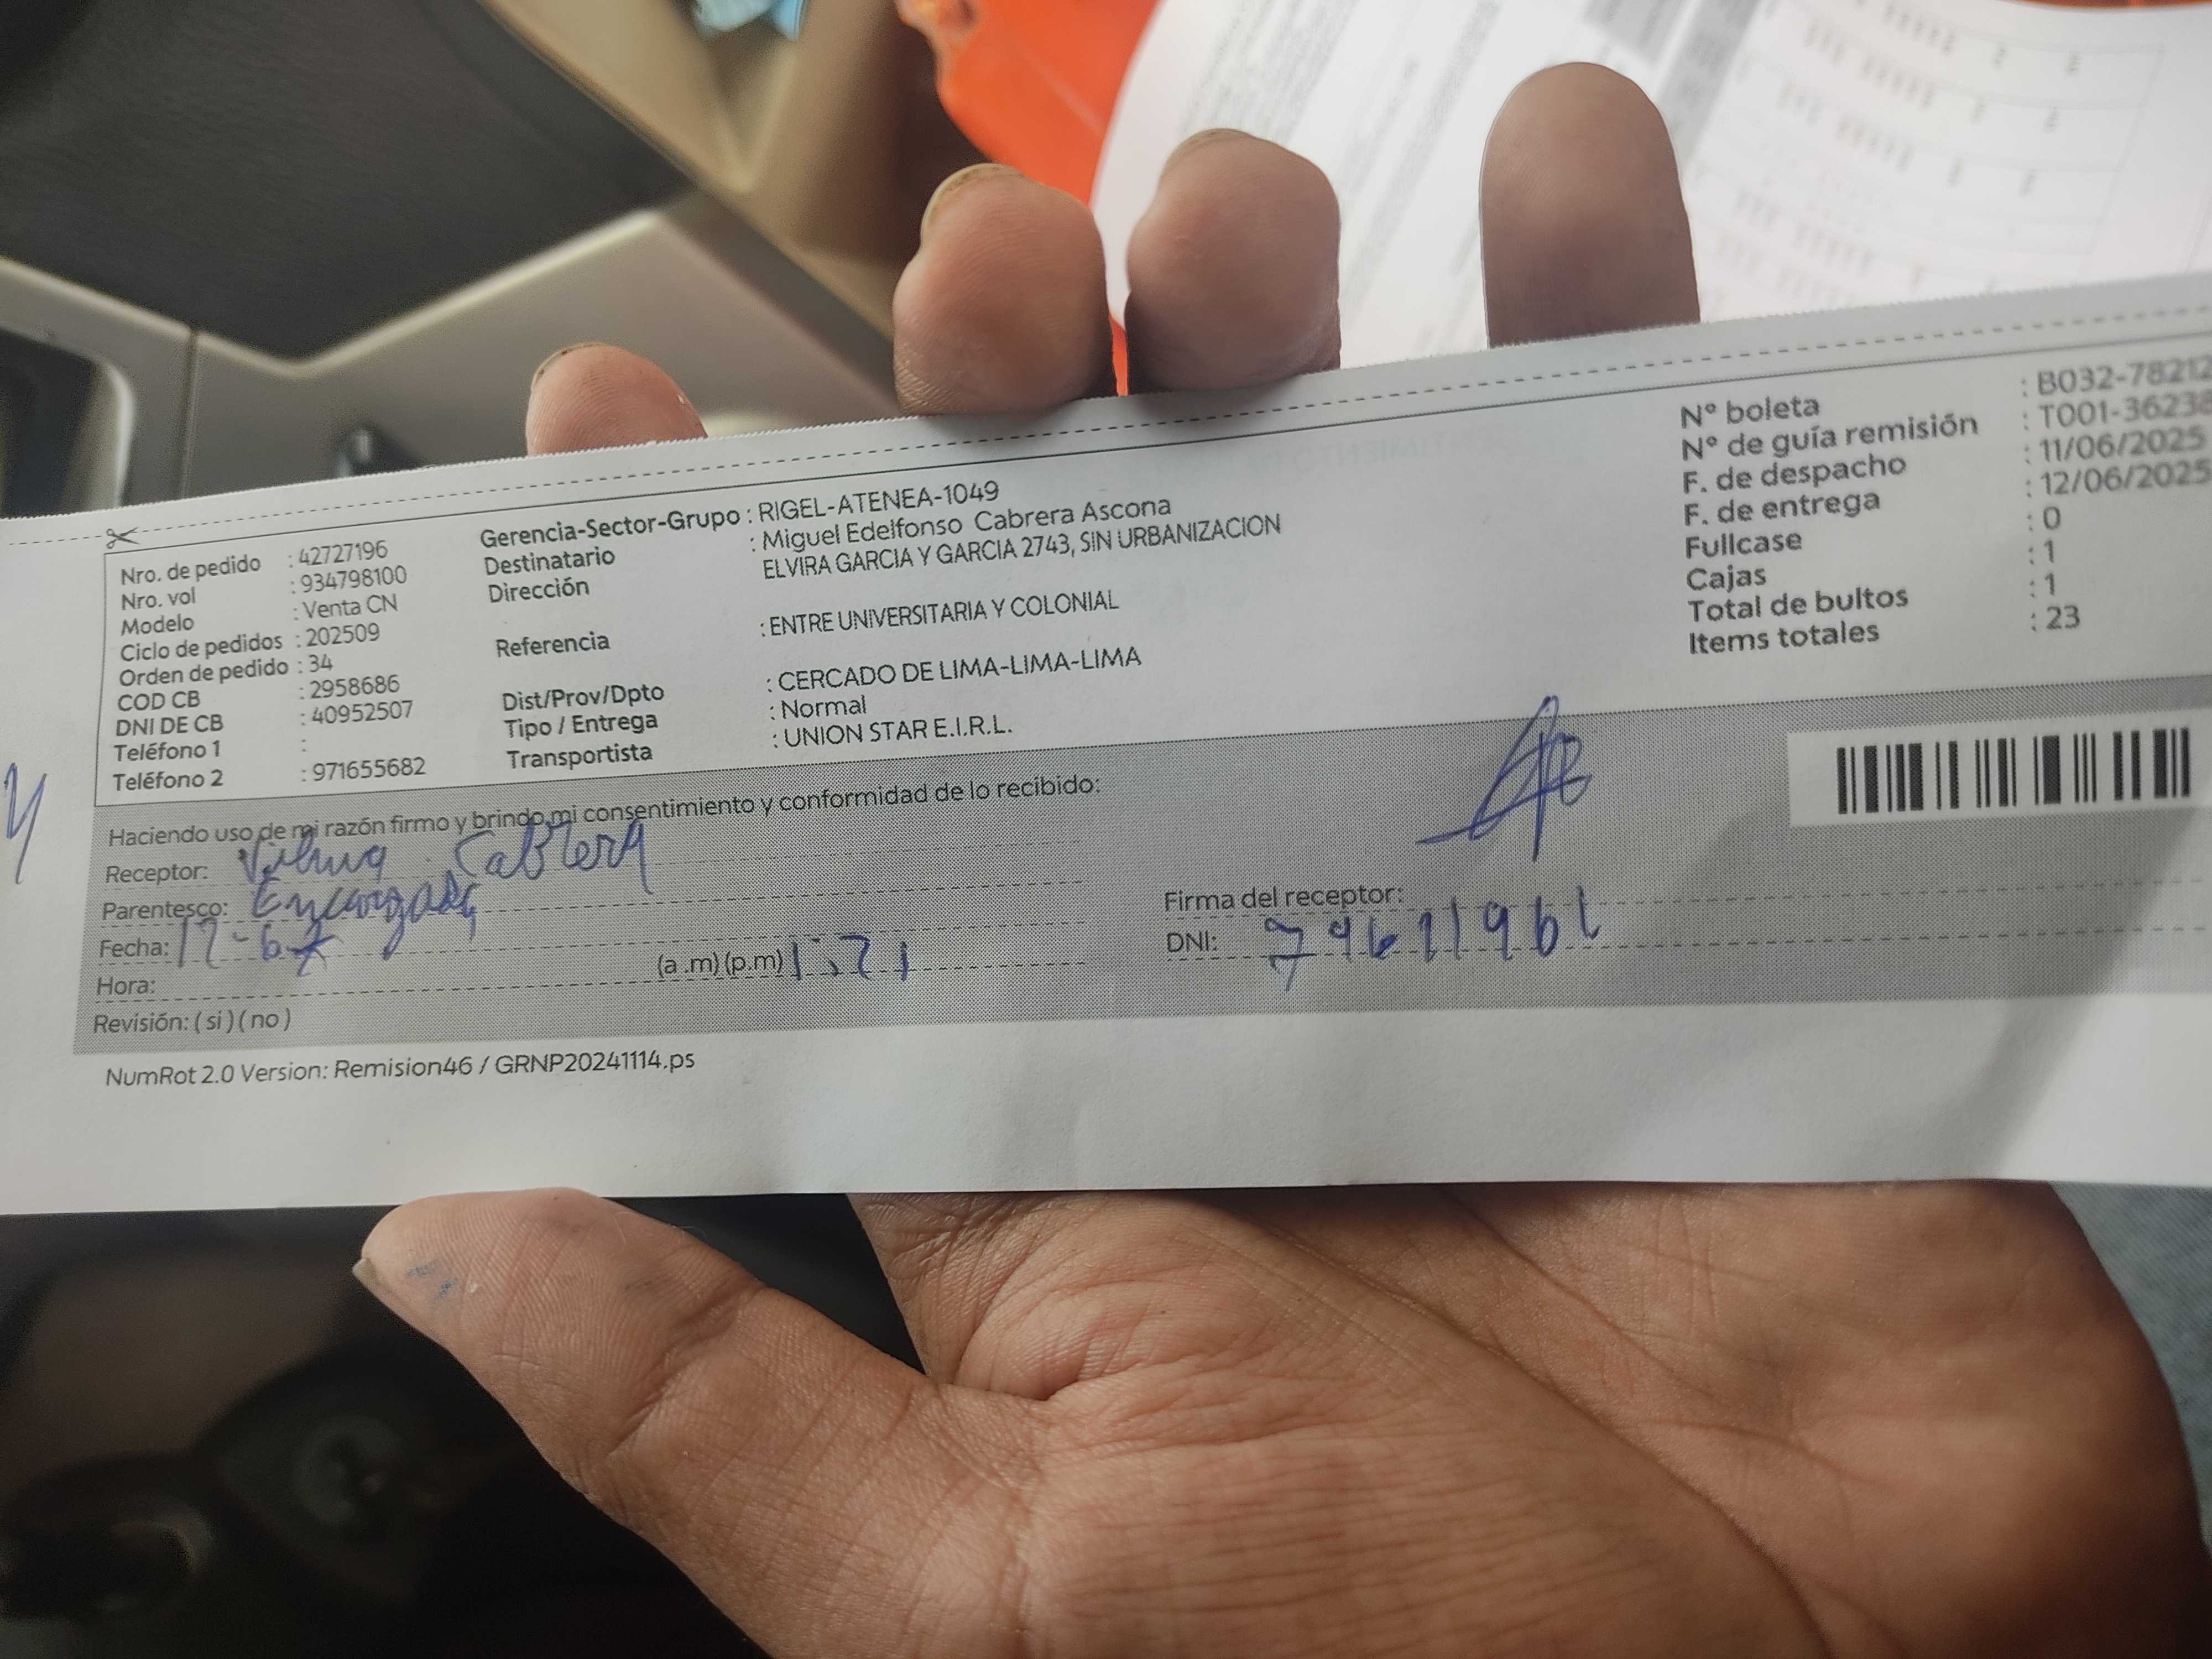 Nro. de pedido : 42727196
Nro. vol : 934798100
Modelo : Venta CN
Ciclo de pedidos : 202509
Orden de pedido : 34
COD CB : 2958686
DNI DE CB : 40952507
Teléfono 1 :
Teléfono 2 : 971655682
Gerencia-Sector-Grupo : RIGEL-ATENEA-1049
Destinatario : Miguel Edelfonso Cabrera Ascona
Dirección ELVIRA GARCIA Y GARCIA 2743, SIN URBANIZACION
Referencia : ENTRE UNIVERSITARIA Y COLONIAL
Dist/Prov/Dpto : CERCADO DE LIMA-LIMA-LIMA
Tipo / Entrega : Normal
Transportista : UNION STAR E.I.R.L.
N° boleta : B032-78212
N° de guía remisión : T001-3623
F. de despacho : 11/06/2025
F. de entrega : 12/06/2025
Fullcase : 0
Cajas : 1
Total de bultos : 1
Items totales : 23
Haciendo uso de mi razón firmo y brindo mi consentimiento y conformidad de lo recibido:
Receptor: Vilma Cabrera
Parentesco: Encargada
Fecha:
Hora: (a .m) (p.m)
Revisión: ( si ) ( no )
Firma del receptor:
DNI:
NumRot 2.0 Version: Remision46 / GRNP20241114.ps